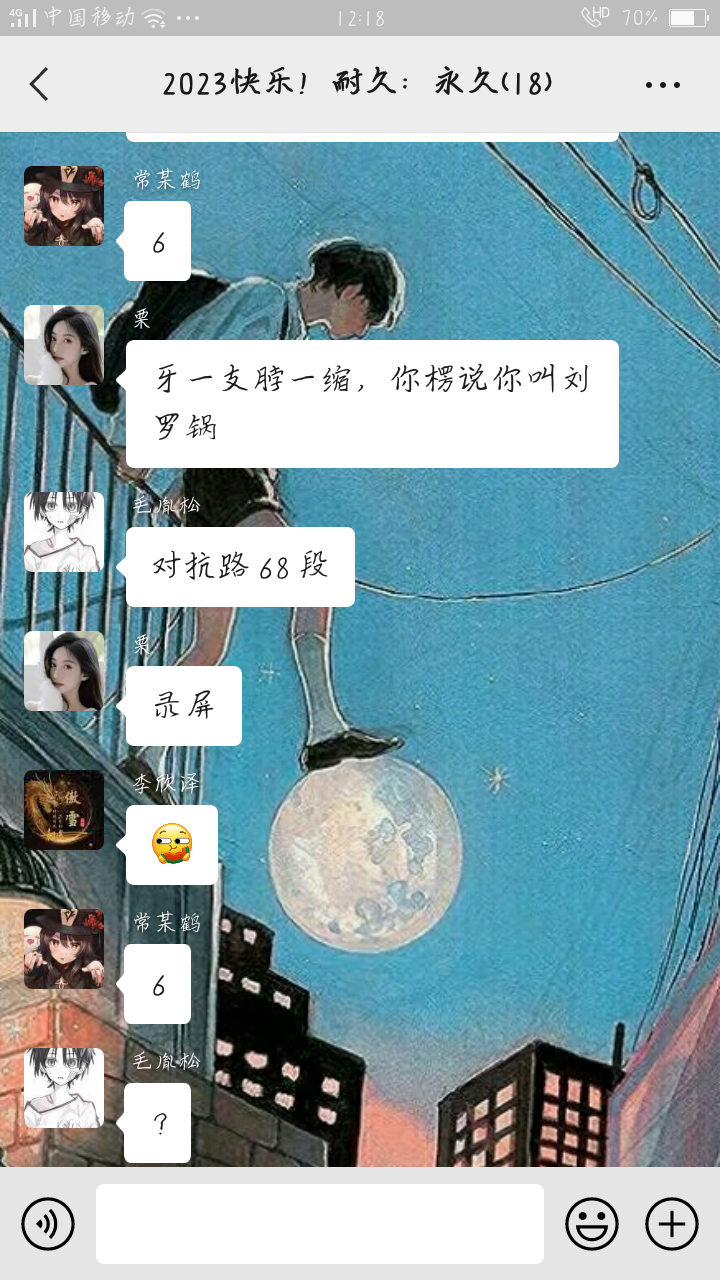 4G 中国移动 ... 12:18 HD 70%
2023快乐！耐久：永久(18)
常某鹤
6
栗
牙一支脖一缩，你楞说你叫刘
罗锅
毛胤松
对抗路68段
栗
录屏
李欣泽
傲
雪
常某鹤
6
毛胤松
?